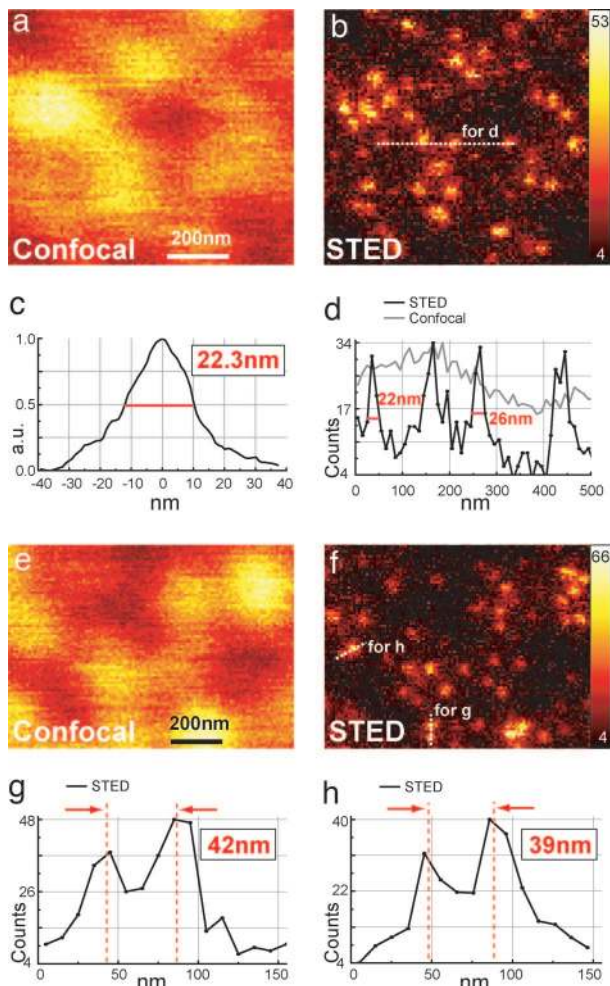 a
b
53
for d
200nm
Confocal
STED
4
c
d
STED
Confocal
1.0
0.5
0.0
a.u.
22.3nm
-40 -30 -20 -10 0 10 20 30 40
nm
34
17
4
Counts
22nm
26nm
0 100 200 300 400 500
nm
e
f
66
for h
for g
200nm
Confocal
STED
4
g
h
STED
STED
48
26
4
Counts
42nm
0 50 100 150
nm
40
22
4
Counts
39nm
0 50 100 150
nm